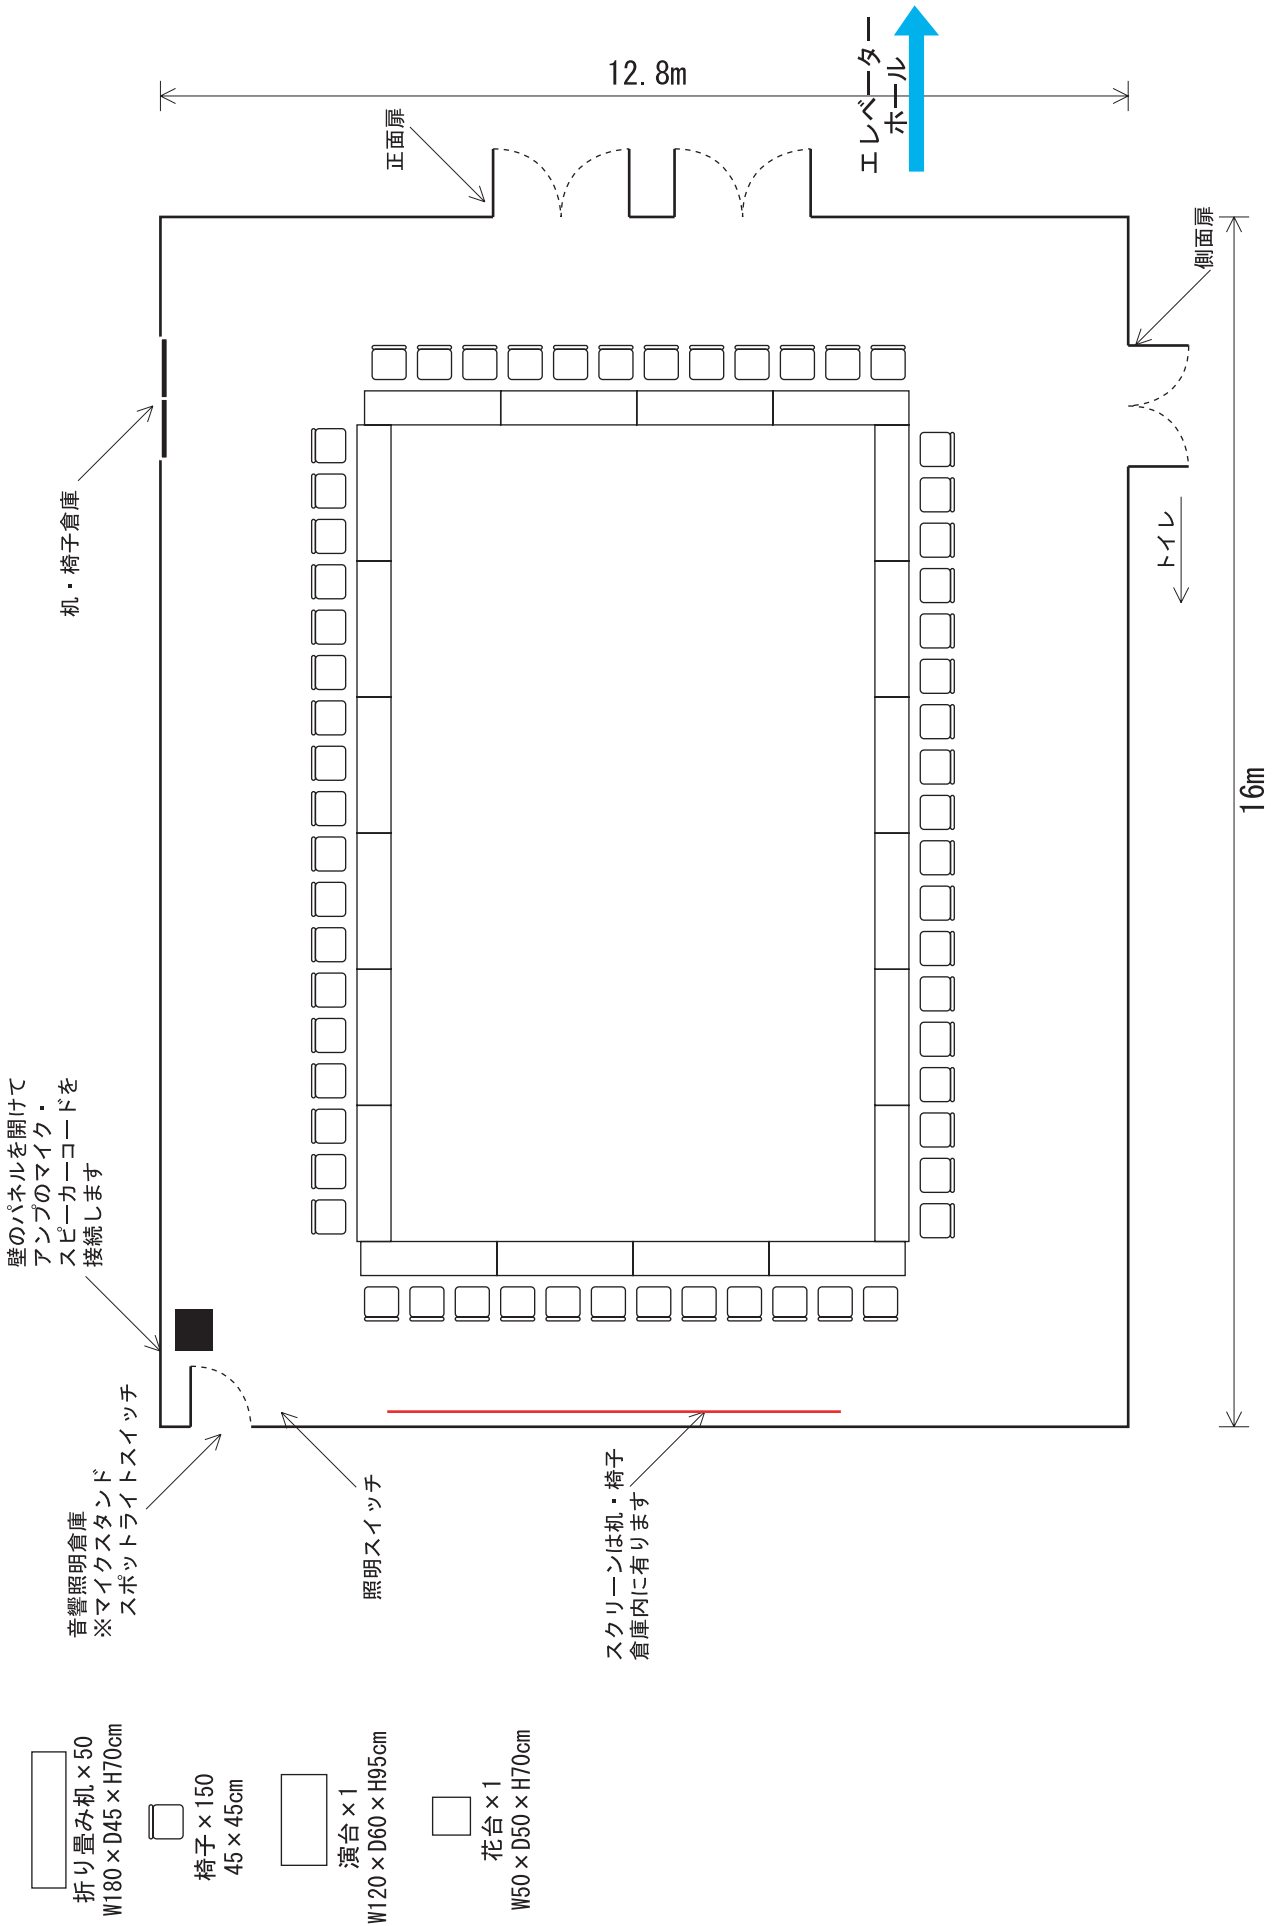 12.8m
エレベーター
ホール
正面扉
側面扉
机・椅子倉庫
トイレ
16m
壁のパネルを開けて
アンプのマイク・
スピーカーコードを
接続します
音響照明倉庫
※マイクスタンド
スポットライトスイッチ
照明スイッチ
スクリーンは机・椅子
倉庫内に有ります
折り畳み机×50
W180×D45×H70cm
椅子×150
45×45cm
演台×1
W120×D60×H95cm
花台×1
W50×D50×H70cm